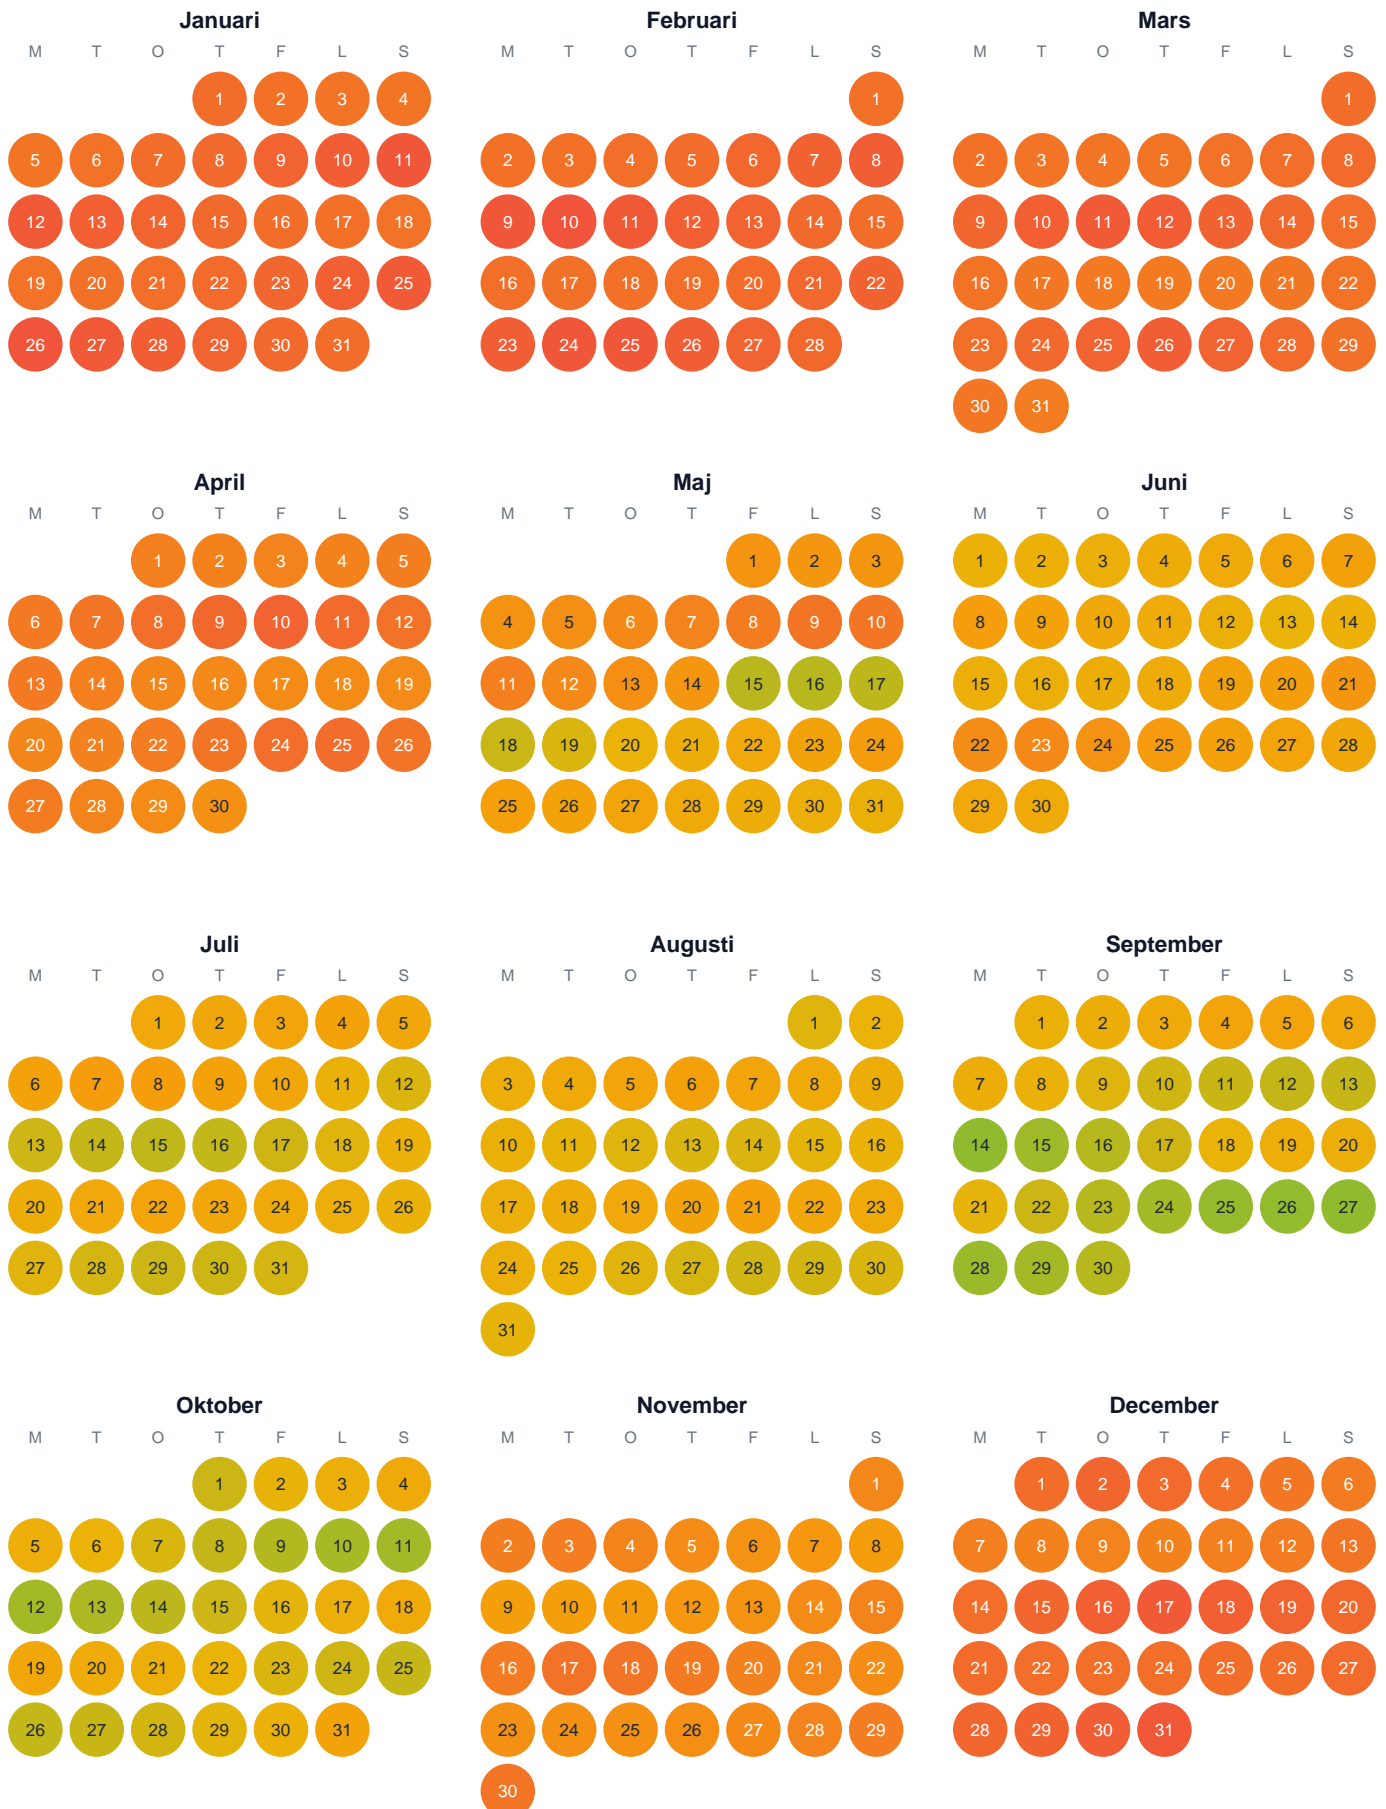 Januari Februari Mars
M T O T F L S M T O T F L S M T O T F L S
1 2 3 4 1 1
5 6 7 8 9 10 11 2 3 4 5 6 7 8 2 3 4 5 6 7 8
12 13 14 15 16 17 18 9 10 11 12 13 14 15 9 10 11 12 13 14 15
19 20 21 22 23 24 25 16 17 18 19 20 21 22 16 17 18 19 20 21 22
26 27 28 29 30 31 23 24 25 26 27 28 23 24 25 26 27 28 29
30 31
April Maj Juni
M T O T F L S M T O T F L S M T O T F L S
1 2 3 4 5 1 2 3 1 2 3 4 5 6 7
6 7 8 9 10 11 12 4 5 6 7 8 9 10 8 9 10 11 12 13 14
13 14 15 16 17 18 19 11 12 13 14 15 16 17 15 16 17 18 19 20 21
20 21 22 23 24 25 26 18 19 20 21 22 23 24 22 23 24 25 26 27 28
27 28 29 30 25 26 27 28 29 30 31 29 30
Juli Augusti September
M T O T F L S M T O T F L S M T O T F L S
1 2 3 4 5 1 2 1 2 3 4 5 6
6 7 8 9 10 11 12 3 4 5 6 7 8 9 7 8 9 10 11 12 13
13 14 15 16 17 18 19 10 11 12 13 14 15 16 14 15 16 17 18 19 20
20 21 22 23 24 25 26 17 18 19 20 21 22 23 21 22 23 24 25 26 27
27 28 29 30 31 24 25 26 27 28 29 30 28 29 30
31
Oktober November December
M T O T F L S M T O T F L S M T O T F L S
1 2 3 4 1 1 2 3 4 5 6
5 6 7 8 9 10 11 2 3 4 5 6 7 8 7 8 9 10 11 12 13
12 13 14 15 16 17 18 9 10 11 12 13 14 15 14 15 16 17 18 19 20
19 20 21 22 23 24 25 16 17 18 19 20 21 22 21 22 23 24 25 26 27
26 27 28 29 30 31 23 24 25 26 27 28 29 28 29 30 31
30